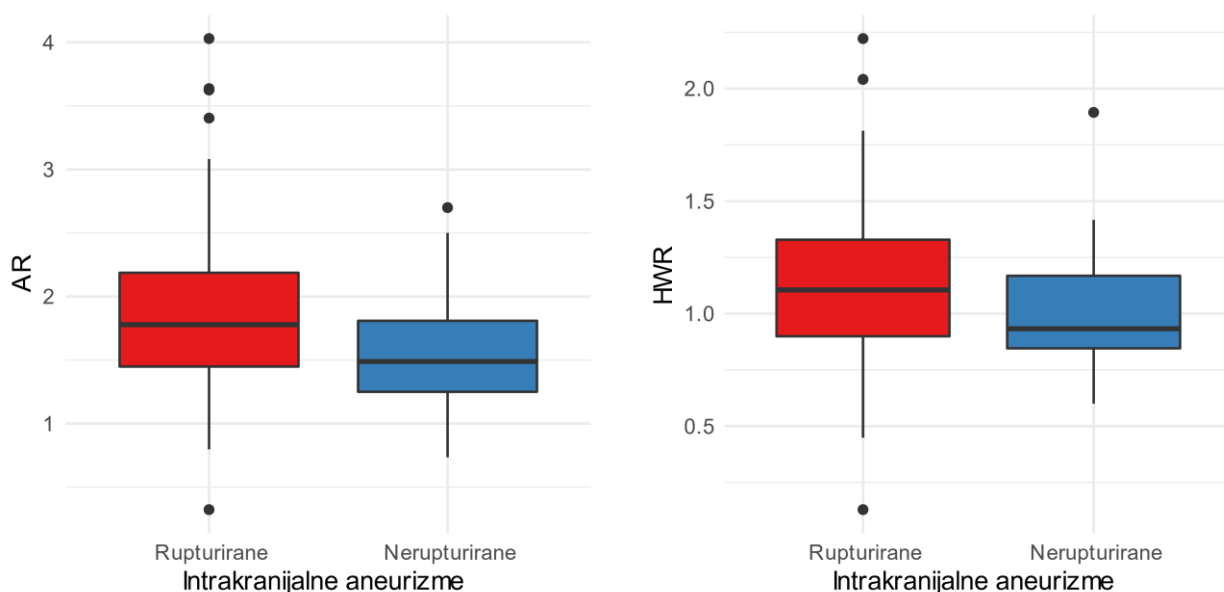 4
3
2
1
AR
Rupturirane Nerupturirane
Intrakranijalne aneurizme
2.0
1.5
1.0
0.5
HWR
Rupturirane Nerupturirane
Intrakranijalne aneurizme